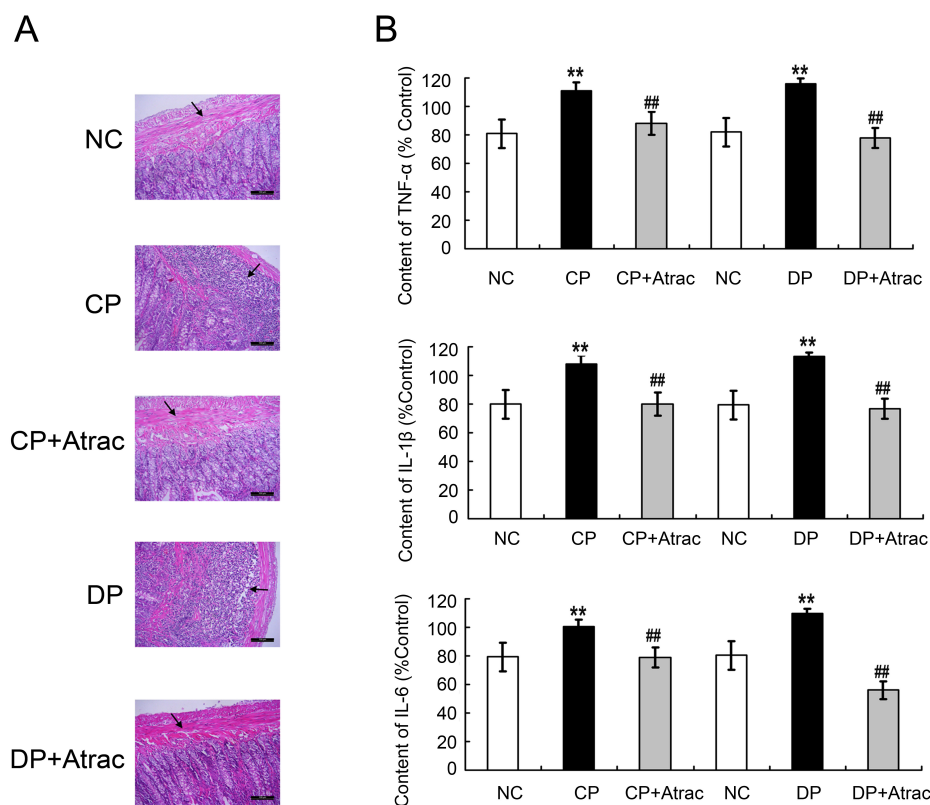 A
NC
CP
CP+Atrac
DP
DP+Atrac
B
Content of TNF-α (% Control)
120
100
80
60
40
20
0
**
##
**
##
NC CP CP+Atrac NC DP DP+Atrac
Content of IL-1β (%Control)
120
100
80
60
40
20
0
**
##
**
##
NC CP CP+Atrac NC DP DP+Atrac
Content of IL-6 (%Control)
120
100
80
60
40
20
0
**
##
**
##
NC CP CP+Atrac NC DP DP+Atrac